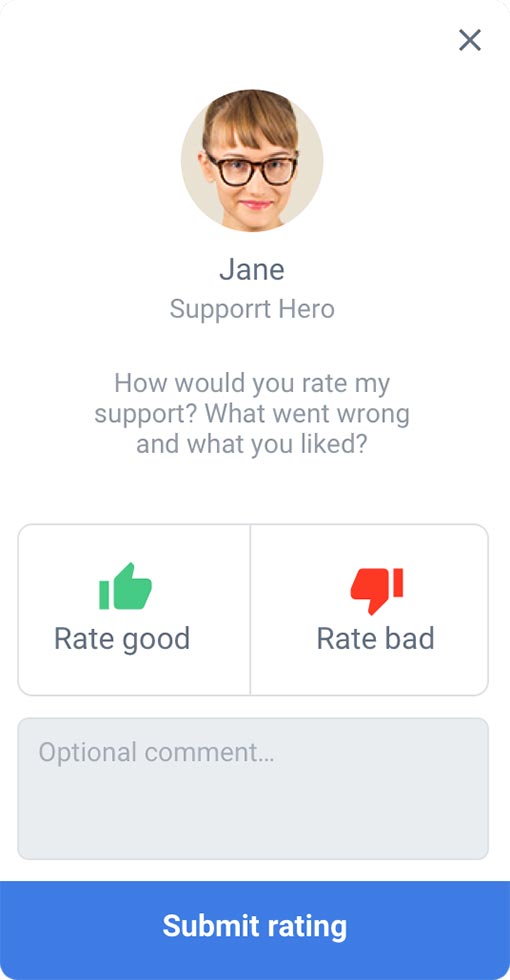 Jane
Supporrt Hero
How would you rate my
support? What went wrong
and what you liked?
Rate good
Rate bad
Optional comment…
Submit rating